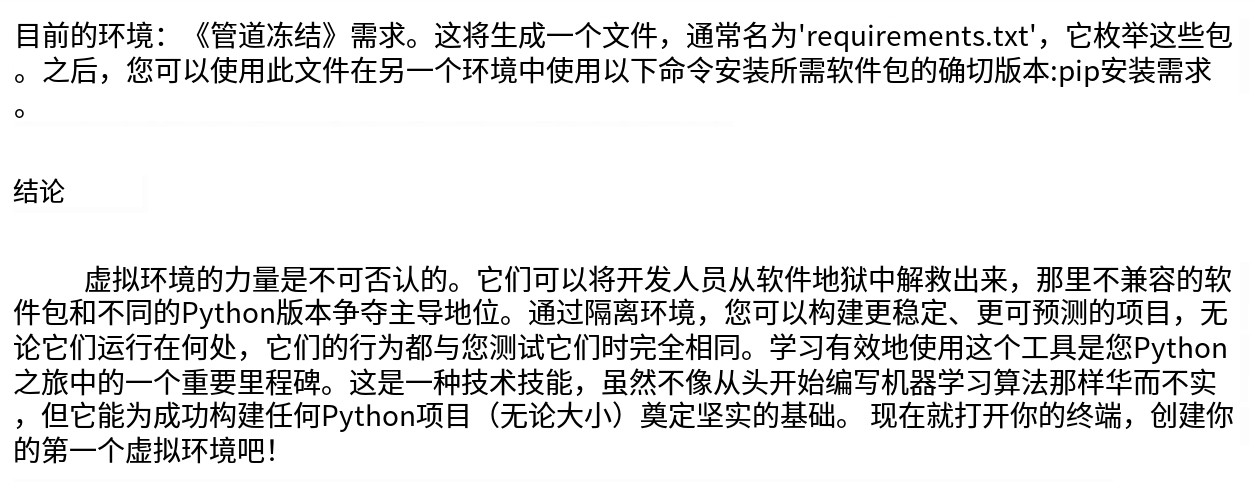 目前的环境：《管道冻结》需求。这将生成一个文件，通常名为'requirements.txt'，它枚举这些包
。之后，您可以使用此文件在另一个环境中使用以下命令安装所需软件包的确切版本:pip安装需求
。
结论
虚拟环境的力量是不可否认的。它们可以将开发人员从软件地狱中解救出来，那里不兼容的软
件包和不同的Python版本争夺主导地位。通过隔离环境，您可以构建更稳定、更可预测的项目，无
论它们运行在何处，它们的行为都与您测试它们时完全相同。学习有效地使用这个工具是您Python
之旅中的一个重要里程碑。这是一种技术技能，虽然不像从头开始编写机器学习算法那样华而不实
，但它能为成功构建任何Python项目（无论大小）奠定坚实的基础。 现在就打开你的终端，创建你
的第一个虚拟环境吧！